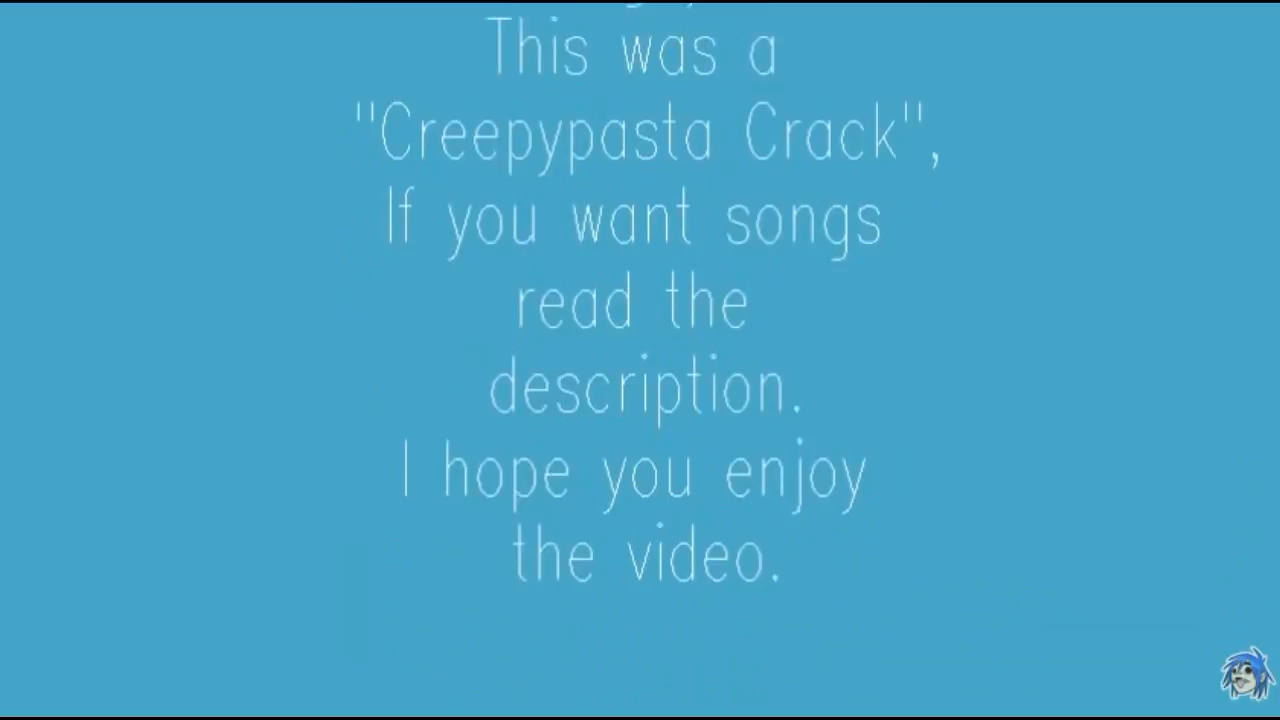 This was a
"Creepypasta Crack",
If you want songs
read the
description.
I hope you enjoy
the video.